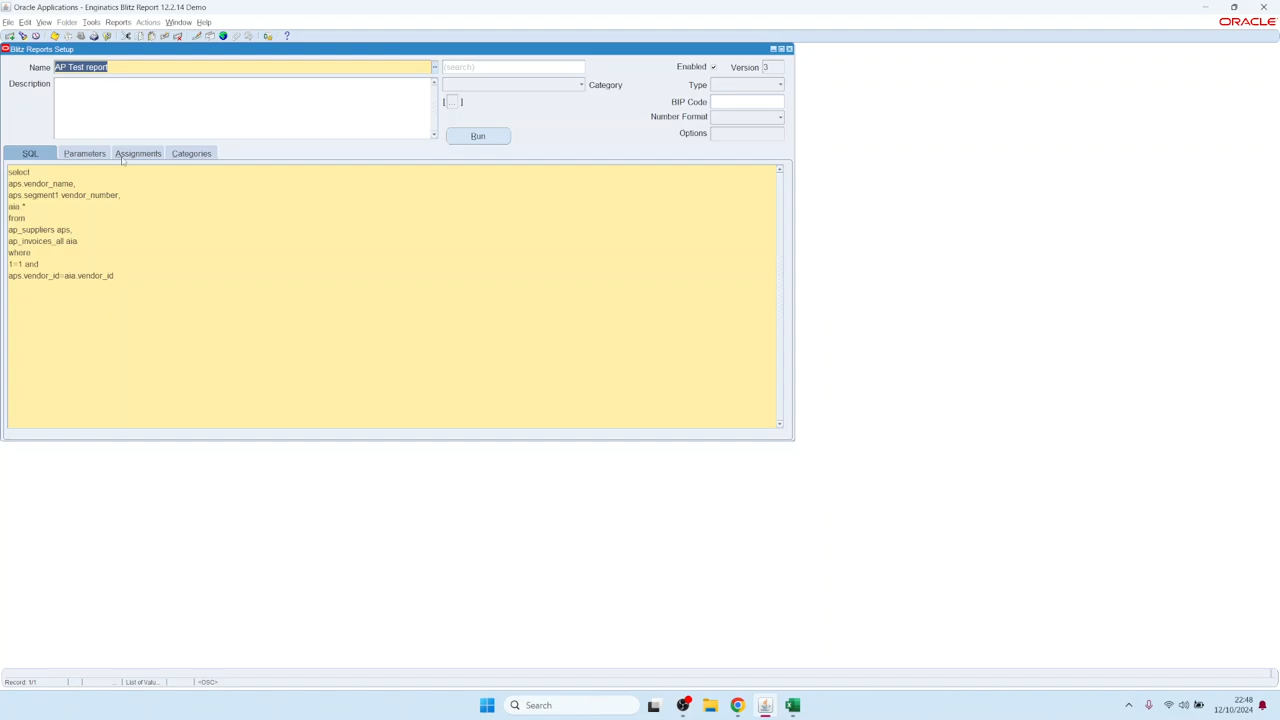 Oracle Applications - Enginatics Blitz Report 12.2.14 Demo
File Edit View Folder Tools Reports Actions Window Help
ORACLE
Blitz Reports Setup
Name AP Test report (search) Enabled Version 3
Description Category Type
[ ... ] BIP Code
Number Format
Run Options
SQL Parameters Assignments Categories
select
aps.vendor_name,
aps.segment1 vendor_number,
aia.*
from
ap_suppliers aps,
ap_invoices_all aia
where
1=1 and
aps.vendor_id=aia.vendor_id
Record: 1/1 ... List of Valu... <OSC>
Search
22:48
12/10/2024